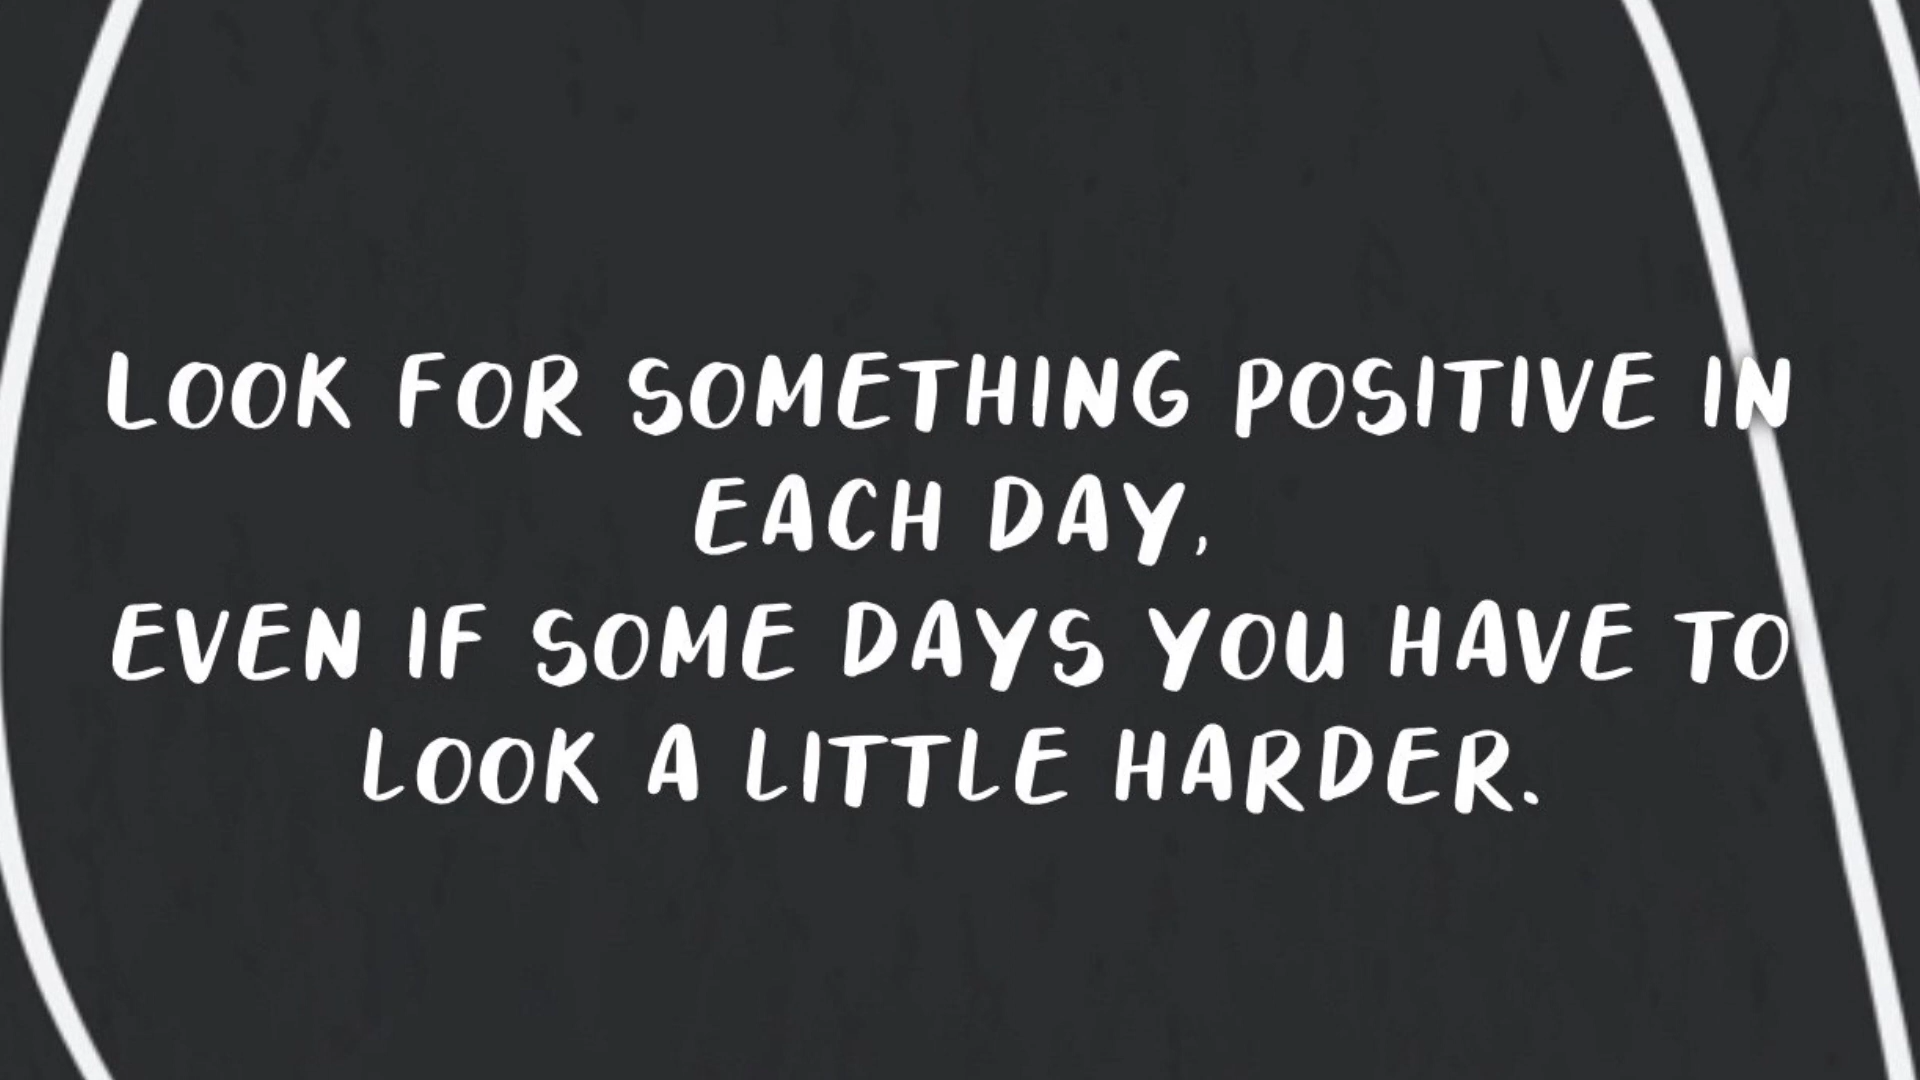 LOOK FOR SOMETHING POSITIVE IN
EACH DAY,
EVEN IF SOME DAYS YOU HAVE TO
LOOK A LITTLE HARDER.